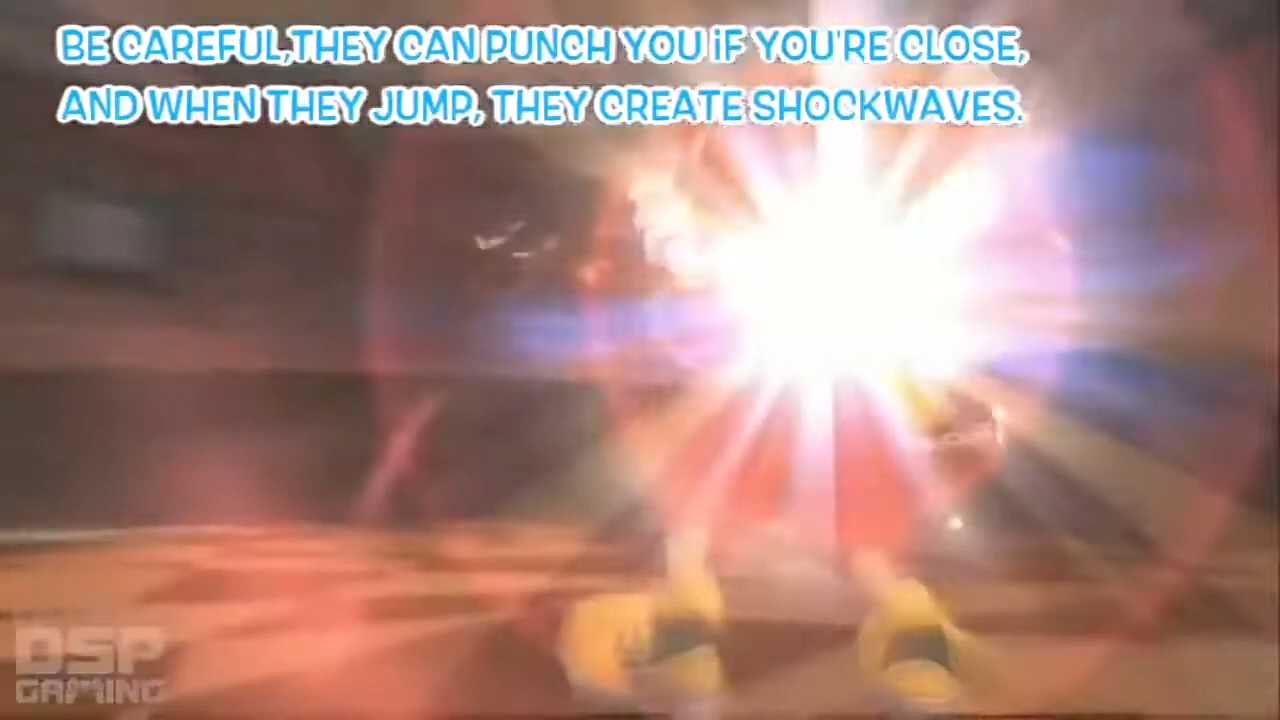 BE CAREFUL,THEY CAN PUNCH YOU iF YOU'RE CLOSE,
AND WHEN THEY JUMP, THEY CREATE SHOCKWAVES.
DSP
GAMING